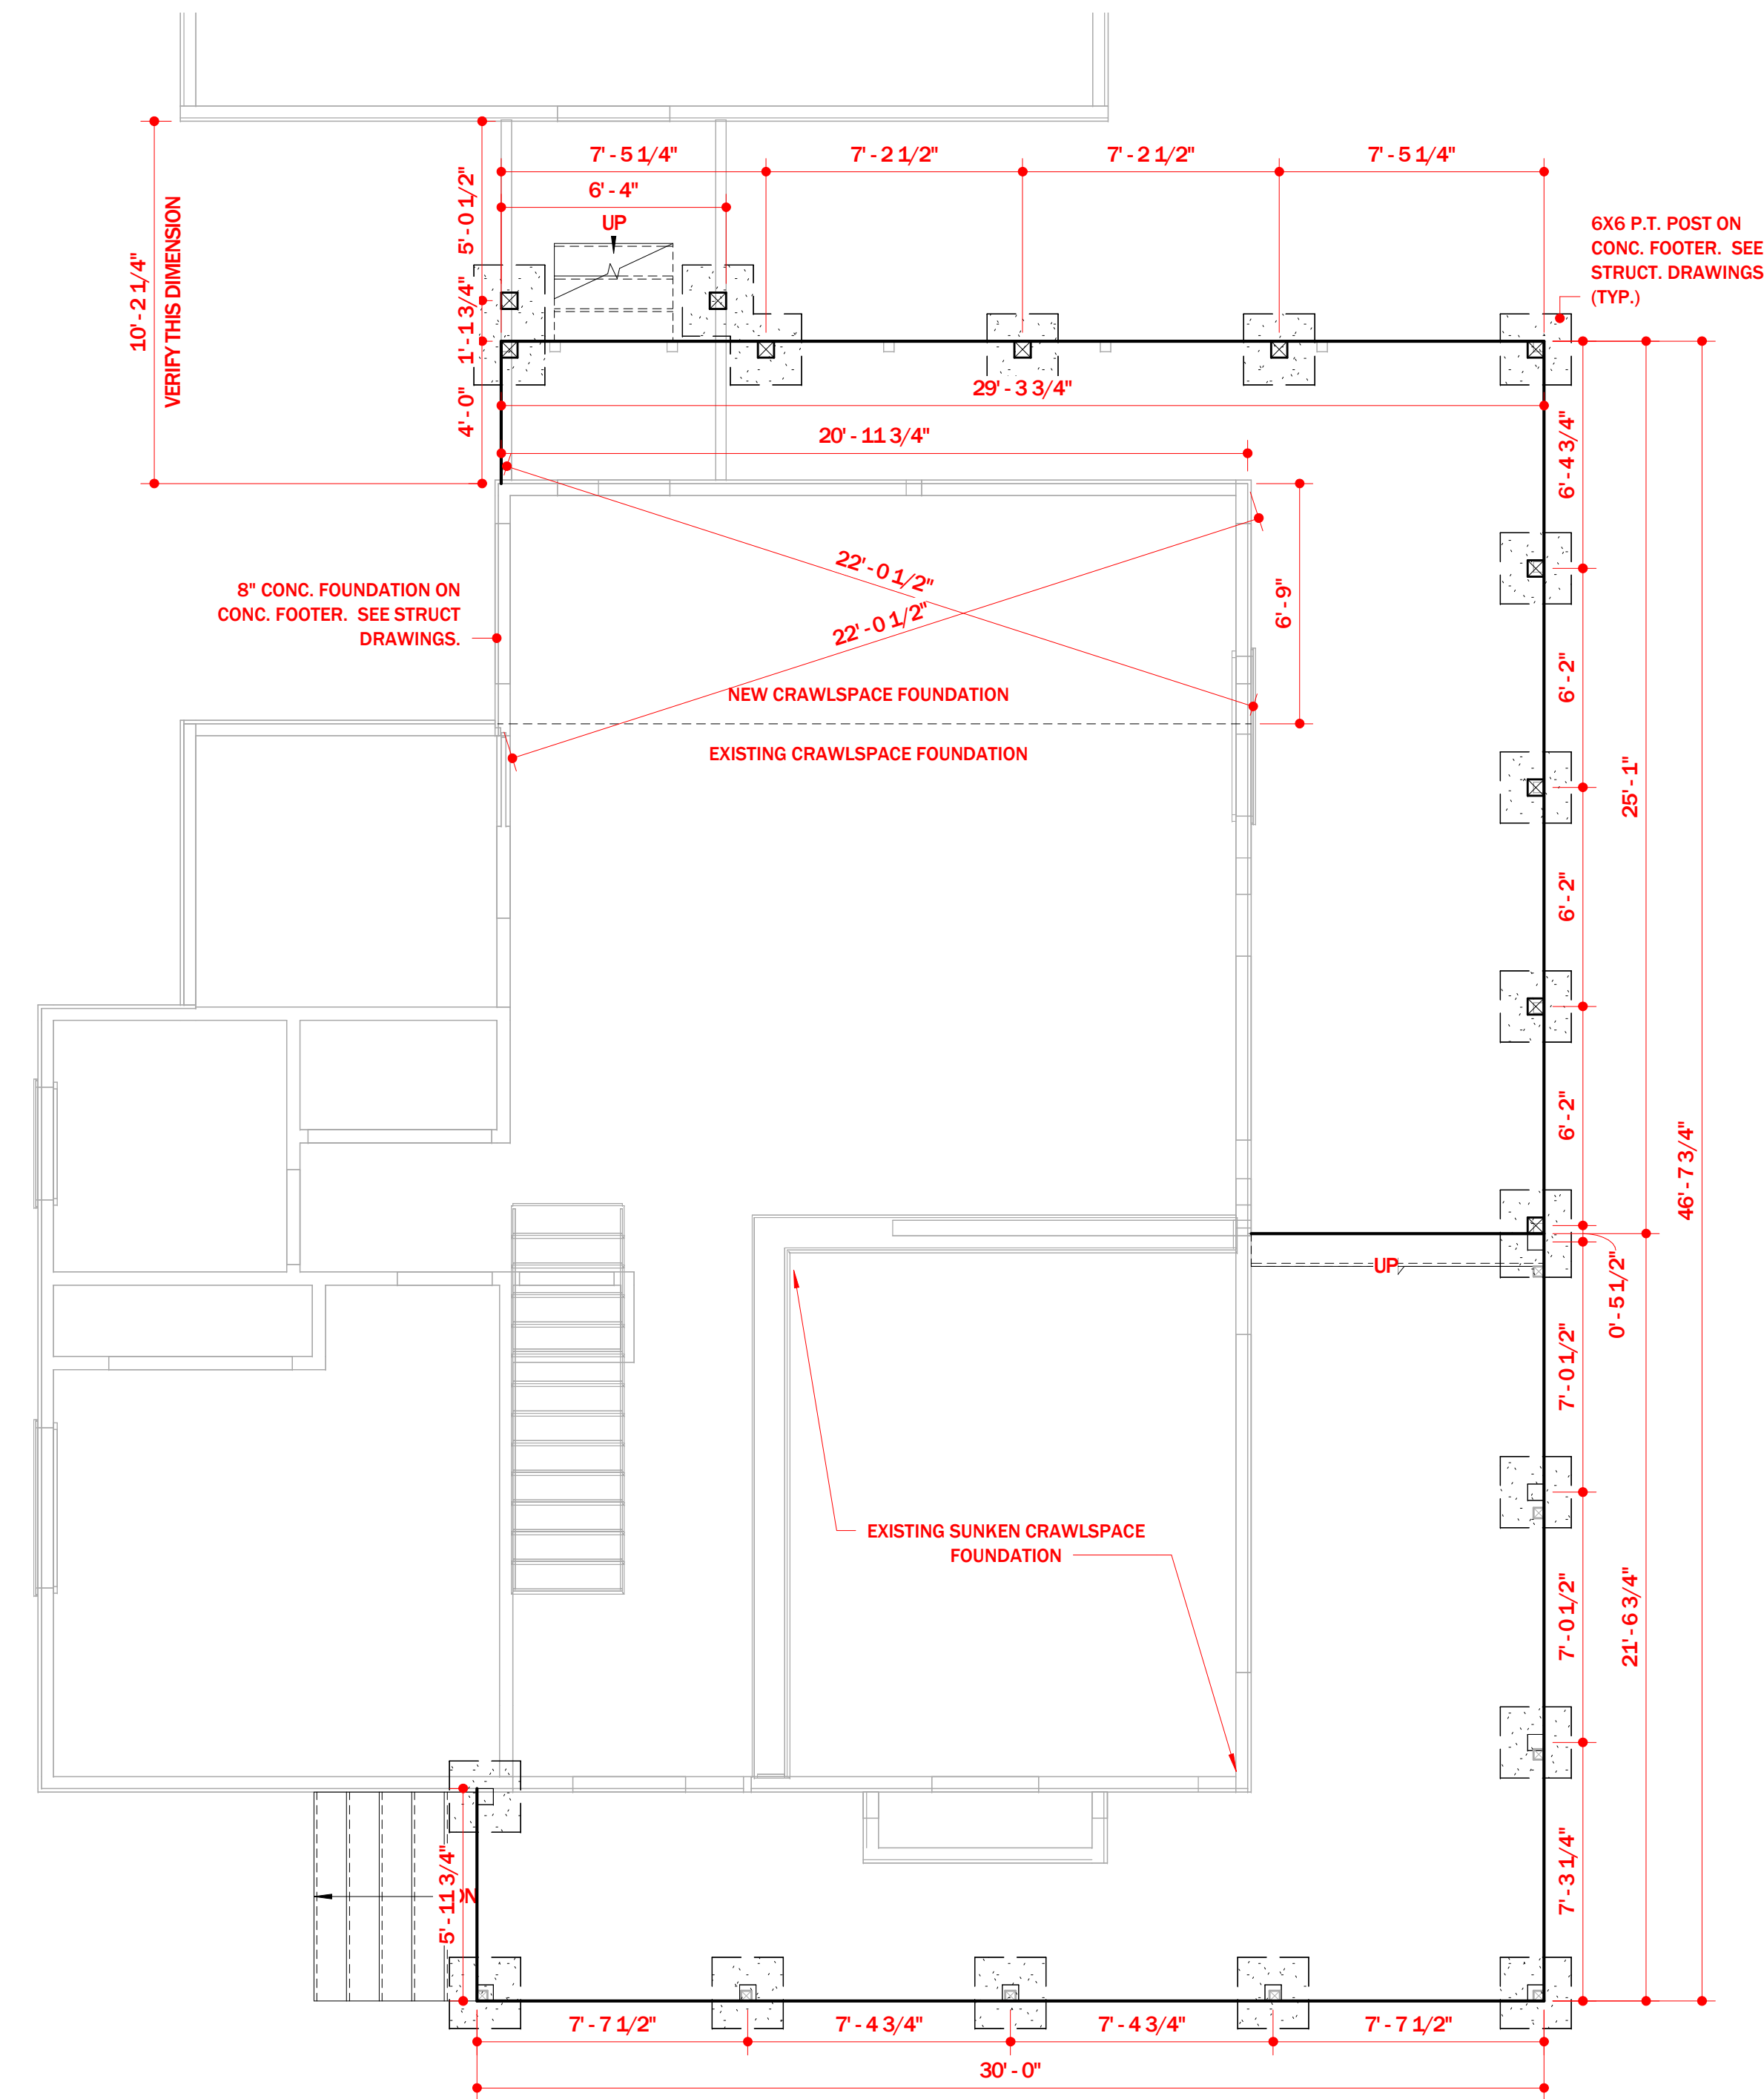 7'-5 1/4"
7'-2 1/2"
7'-2 1/2"
7'-5 1/4"
6'-4"
UP
10'-2 1/4"
VERIFY THIS DIMENSION
5'-0 1/2"
1'-1 3/4"
4'-0"
6X6 P.T. POST ON
CONC. FOOTER. SEE
STRUCT. DRAWINGS
(TYP.)
29'-3 3/4"
20'-11 3/4"
6'-4 3/4"
22'-0 1/2"
22'-0 1/2"
6'-9"
8" CONC. FOUNDATION ON
CONC. FOOTER. SEE STRUCT
DRAWINGS.
NEW CRAWLSPACE FOUNDATION
EXISTING CRAWLSPACE FOUNDATION
6'-2"
25'-1"
6'-2"
6'-2"
46'-7 3/4"
UP
0'-5 1/2"
7'-0 1/2"
EXISTING SUNKEN CRAWLSPACE
FOUNDATION
7'-0 1/2"
21'-6 3/4"
7'-3 1/4"
5'-11 3/4"
7'-7 1/2"
7'-4 3/4"
7'-4 3/4"
7'-7 1/2"
30'-0"